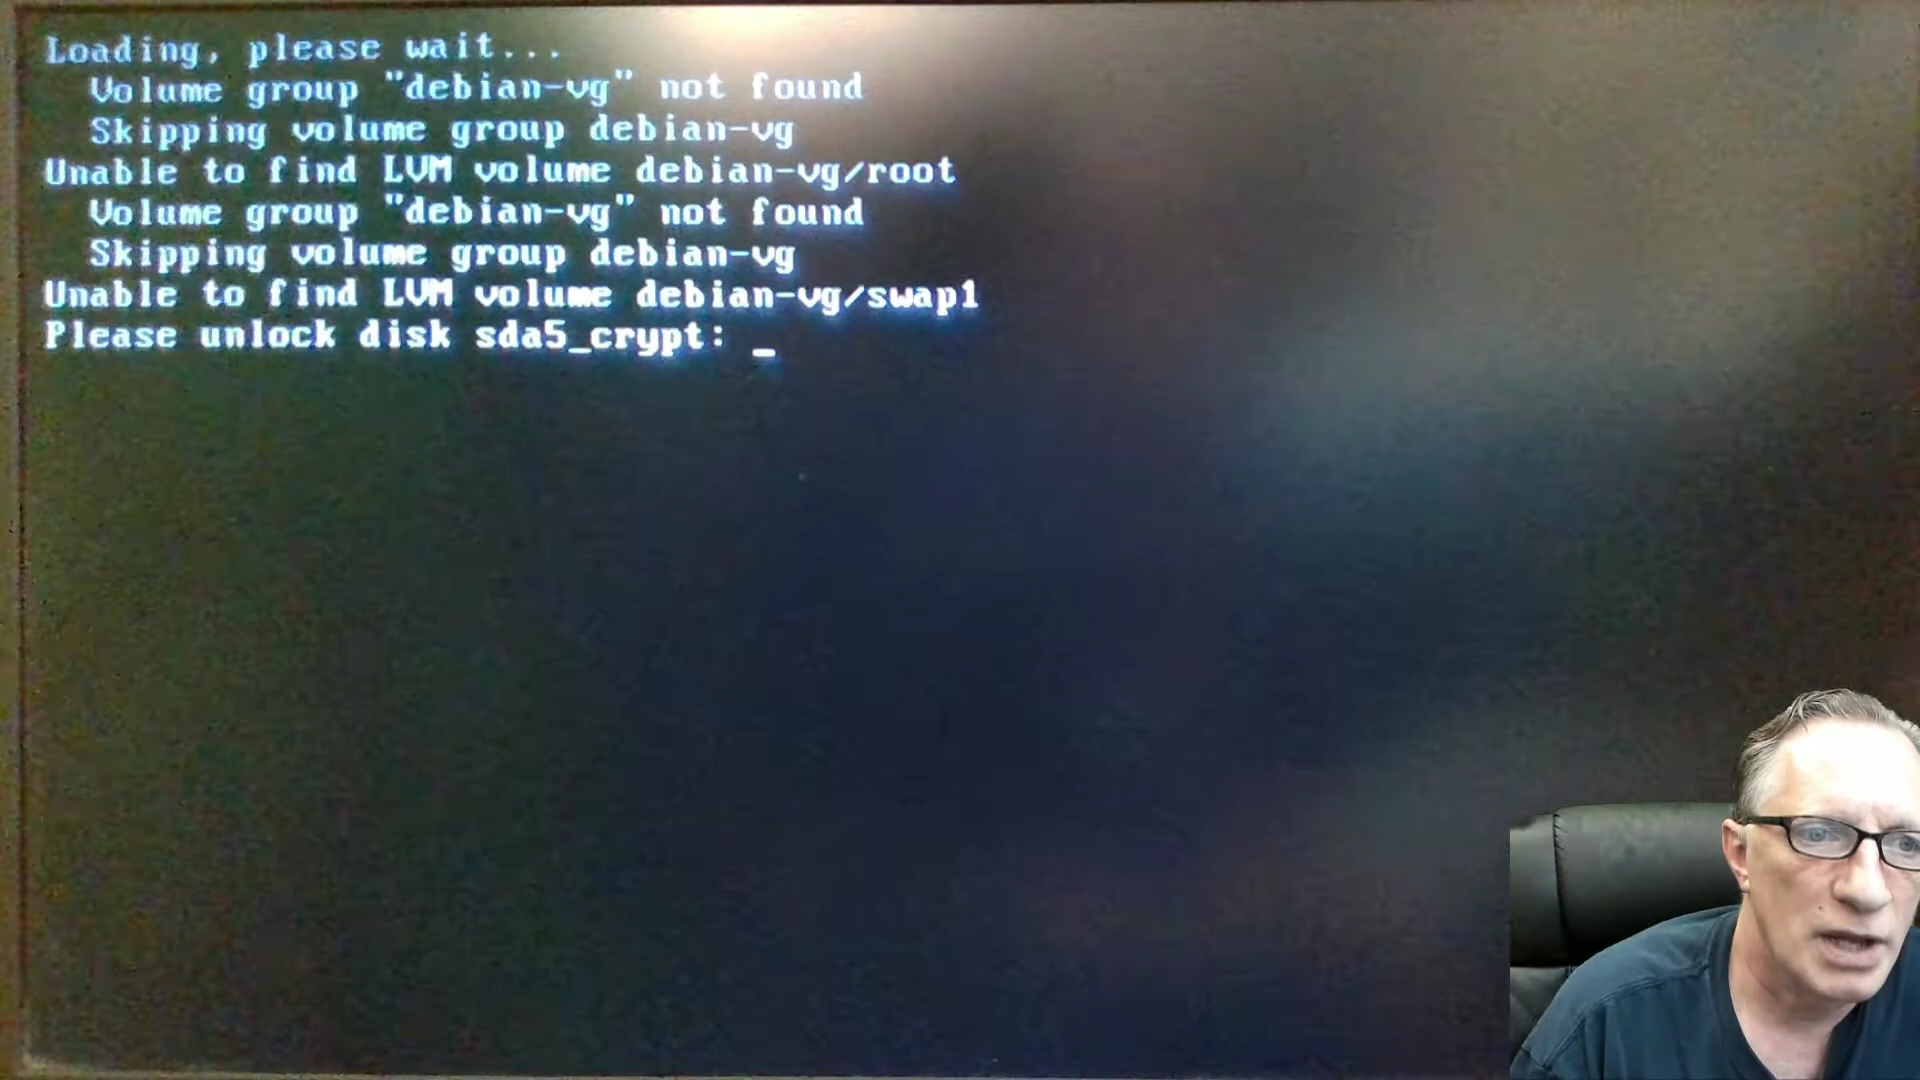 Loading, please wait...
Volume group "debian-vg" not found
Skipping volume group debian-vg
Unable to find LVM volume debian-vg/root
Volume group "debian-vg" not found
Skipping volume group debian-vg
Unable to find LVM volume debian-vg/swap1
Please unlock disk sda5_crypt: _